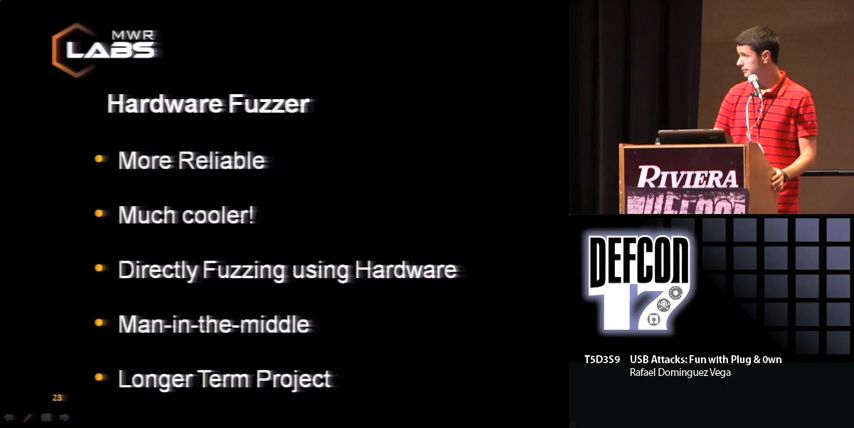 MWR
LABS
Hardware Fuzzer
More Reliable
Much cooler!
Directly Fuzzing using Hardware
Man-in-the-middle
Longer Term Project
23
RIVIERA
DEFCON
17
T5D3S9 USB Attacks: Fun with Plug & 0wn
Rafael Dominguez Vega